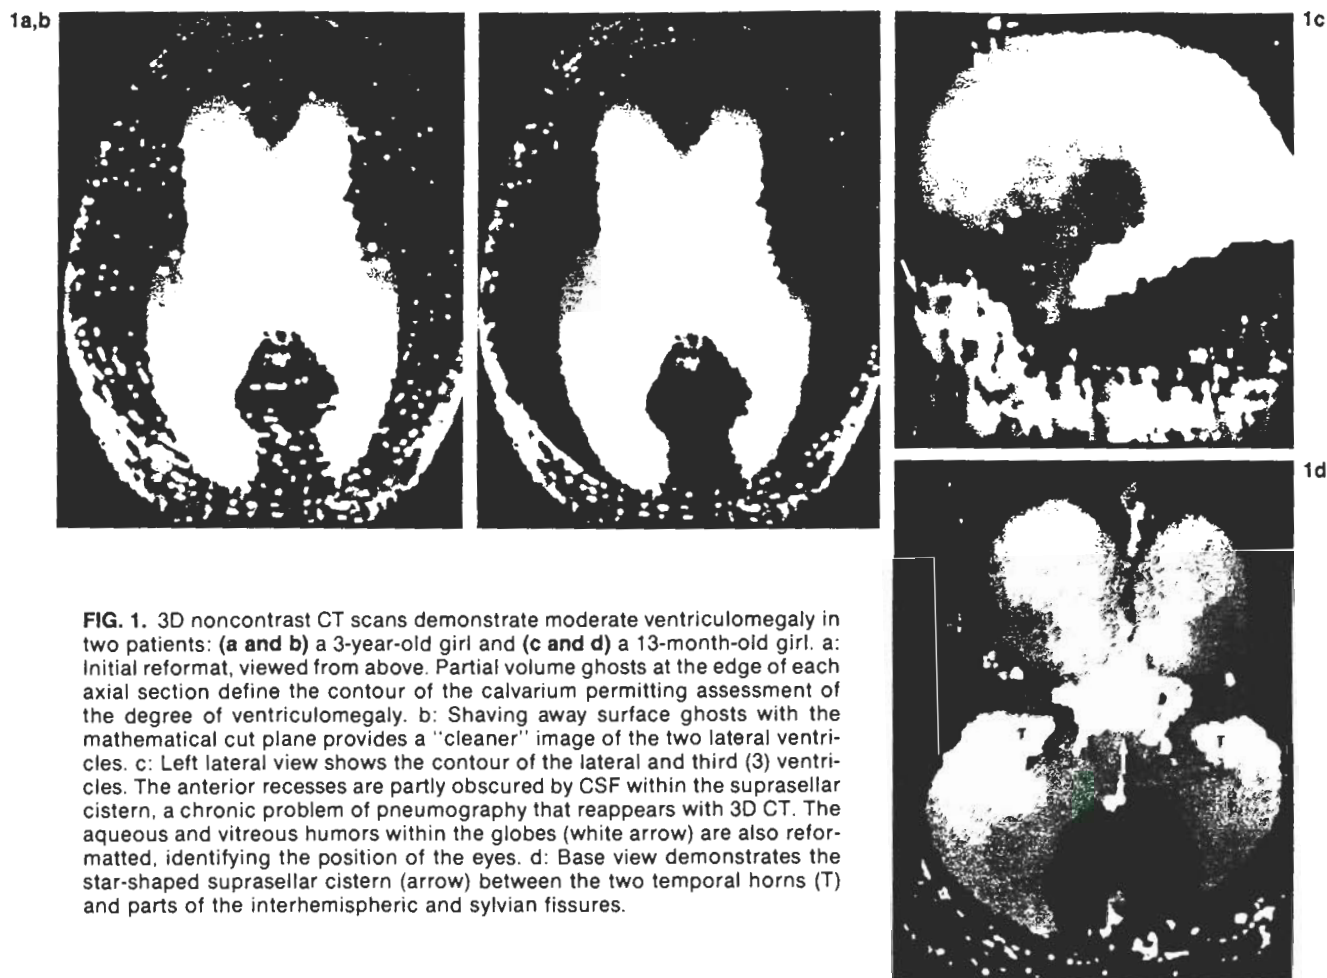 1a,b
1c
3
1d
T T
FIG. 1. 3D noncontrast CT scans demonstrate moderate ventriculomegaly in
two patients: (a and b) a 3-year-old girl and (c and d) a 13-month-old girl. a:
Initial reformat, viewed from above. Partial volume ghosts at the edge of each
axial section define the contour of the calvarium permitting assessment of
the degree of ventriculomegaly. b: Shaving away surface ghosts with the
mathematical cut plane provides a "cleaner" image of the two lateral ventri-
cles. c: Left lateral view shows the contour of the lateral and third (3) ventri-
cles. The anterior recesses are partly obscured by CSF within the suprasellar
cistern, a chronic problem of pneumography that reappears with 3D CT. The
aqueous and vitreous humors within the globes (white arrow) are also refor-
matted, identifying the position of the eyes. d: Base view demonstrates the
star-shaped suprasellar cistern (arrow) between the two temporal horns (T)
and parts of the interhemispheric and sylvian fissures.